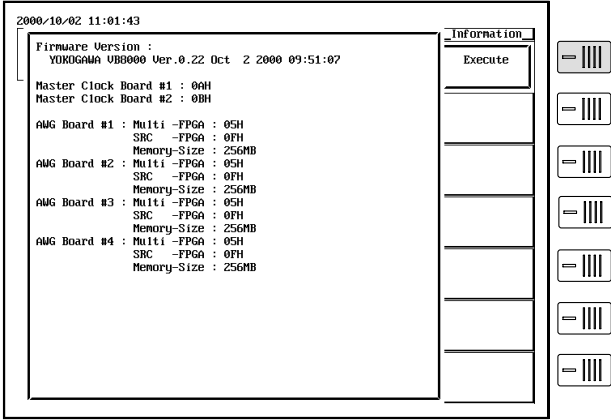 2000/10/02 11:01:43
Information
Firmware Version :
YOKOGAWA VB8000 Ver.0.22 Oct 2 2000 09:51:07
Execute
Master Clock Board #1 : 0AH
Master Clock Board #2 : 0BH
AWG Board #1 : Multi -FPGA : 05H
SRC -FPGA : 0FH
Memory-Size : 256MB
AWG Board #2 : Multi -FPGA : 05H
SRC -FPGA : 0FH
Memory-Size : 256MB
AWG Board #3 : Multi -FPGA : 05H
SRC -FPGA : 0FH
Memory-Size : 256MB
AWG Board #4 : Multi -FPGA : 05H
SRC -FPGA : 0FH
Memory-Size : 256MB